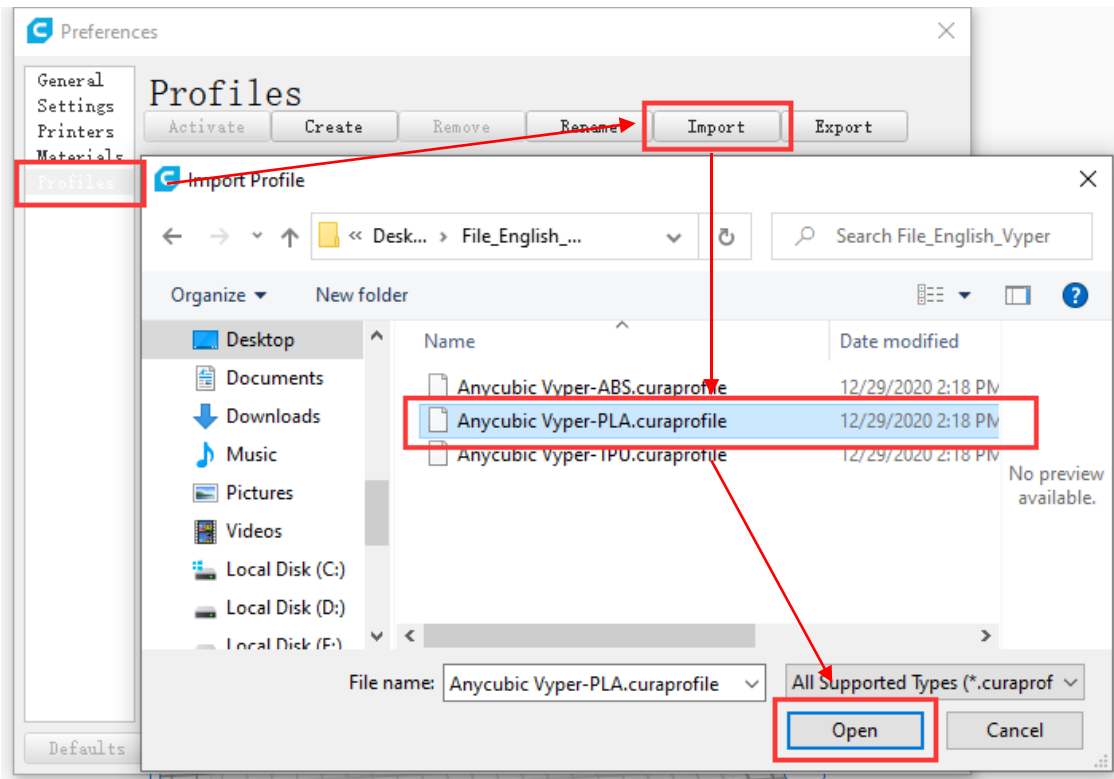 Preferences
General
Settings
Printers
Materials
Profiles
Profiles
Activate Create Remove Rename Import Export
Import Profile
« Desk... › File_English_...
Search File_English_Vyper
Organize New folder
Desktop
Documents
Downloads
Music
Pictures
Videos
Local Disk (C:)
Local Disk (D:)
Local Disk (E:)
Name Date modified
Anycubic Vyper-ABS.curaprofile 12/29/2020 2:18 PM
Anycubic Vyper-PLA.curaprofile 12/29/2020 2:18 PM
Anycubic Vyper-TPU.curaprofile 12/29/2020 2:18 PM
No preview
available.
File name: Anycubic Vyper-PLA.curaprofile All Supported Types (*.curaprof
Open Cancel
Defaults